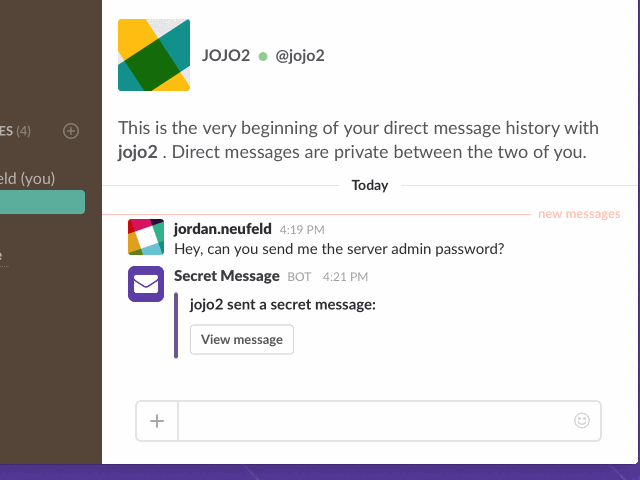 JOJO2 @jojo2
ES (4)
This is the very beginning of your direct message history with
jojo2 . Direct messages are private between the two of you.
eld (you)
Today
new messages
jordan.neufeld 4:19 PM
Hey, can you send me the server admin password?
e
Secret Message BOT 4:21 PM
jojo2 sent a secret message:
View message